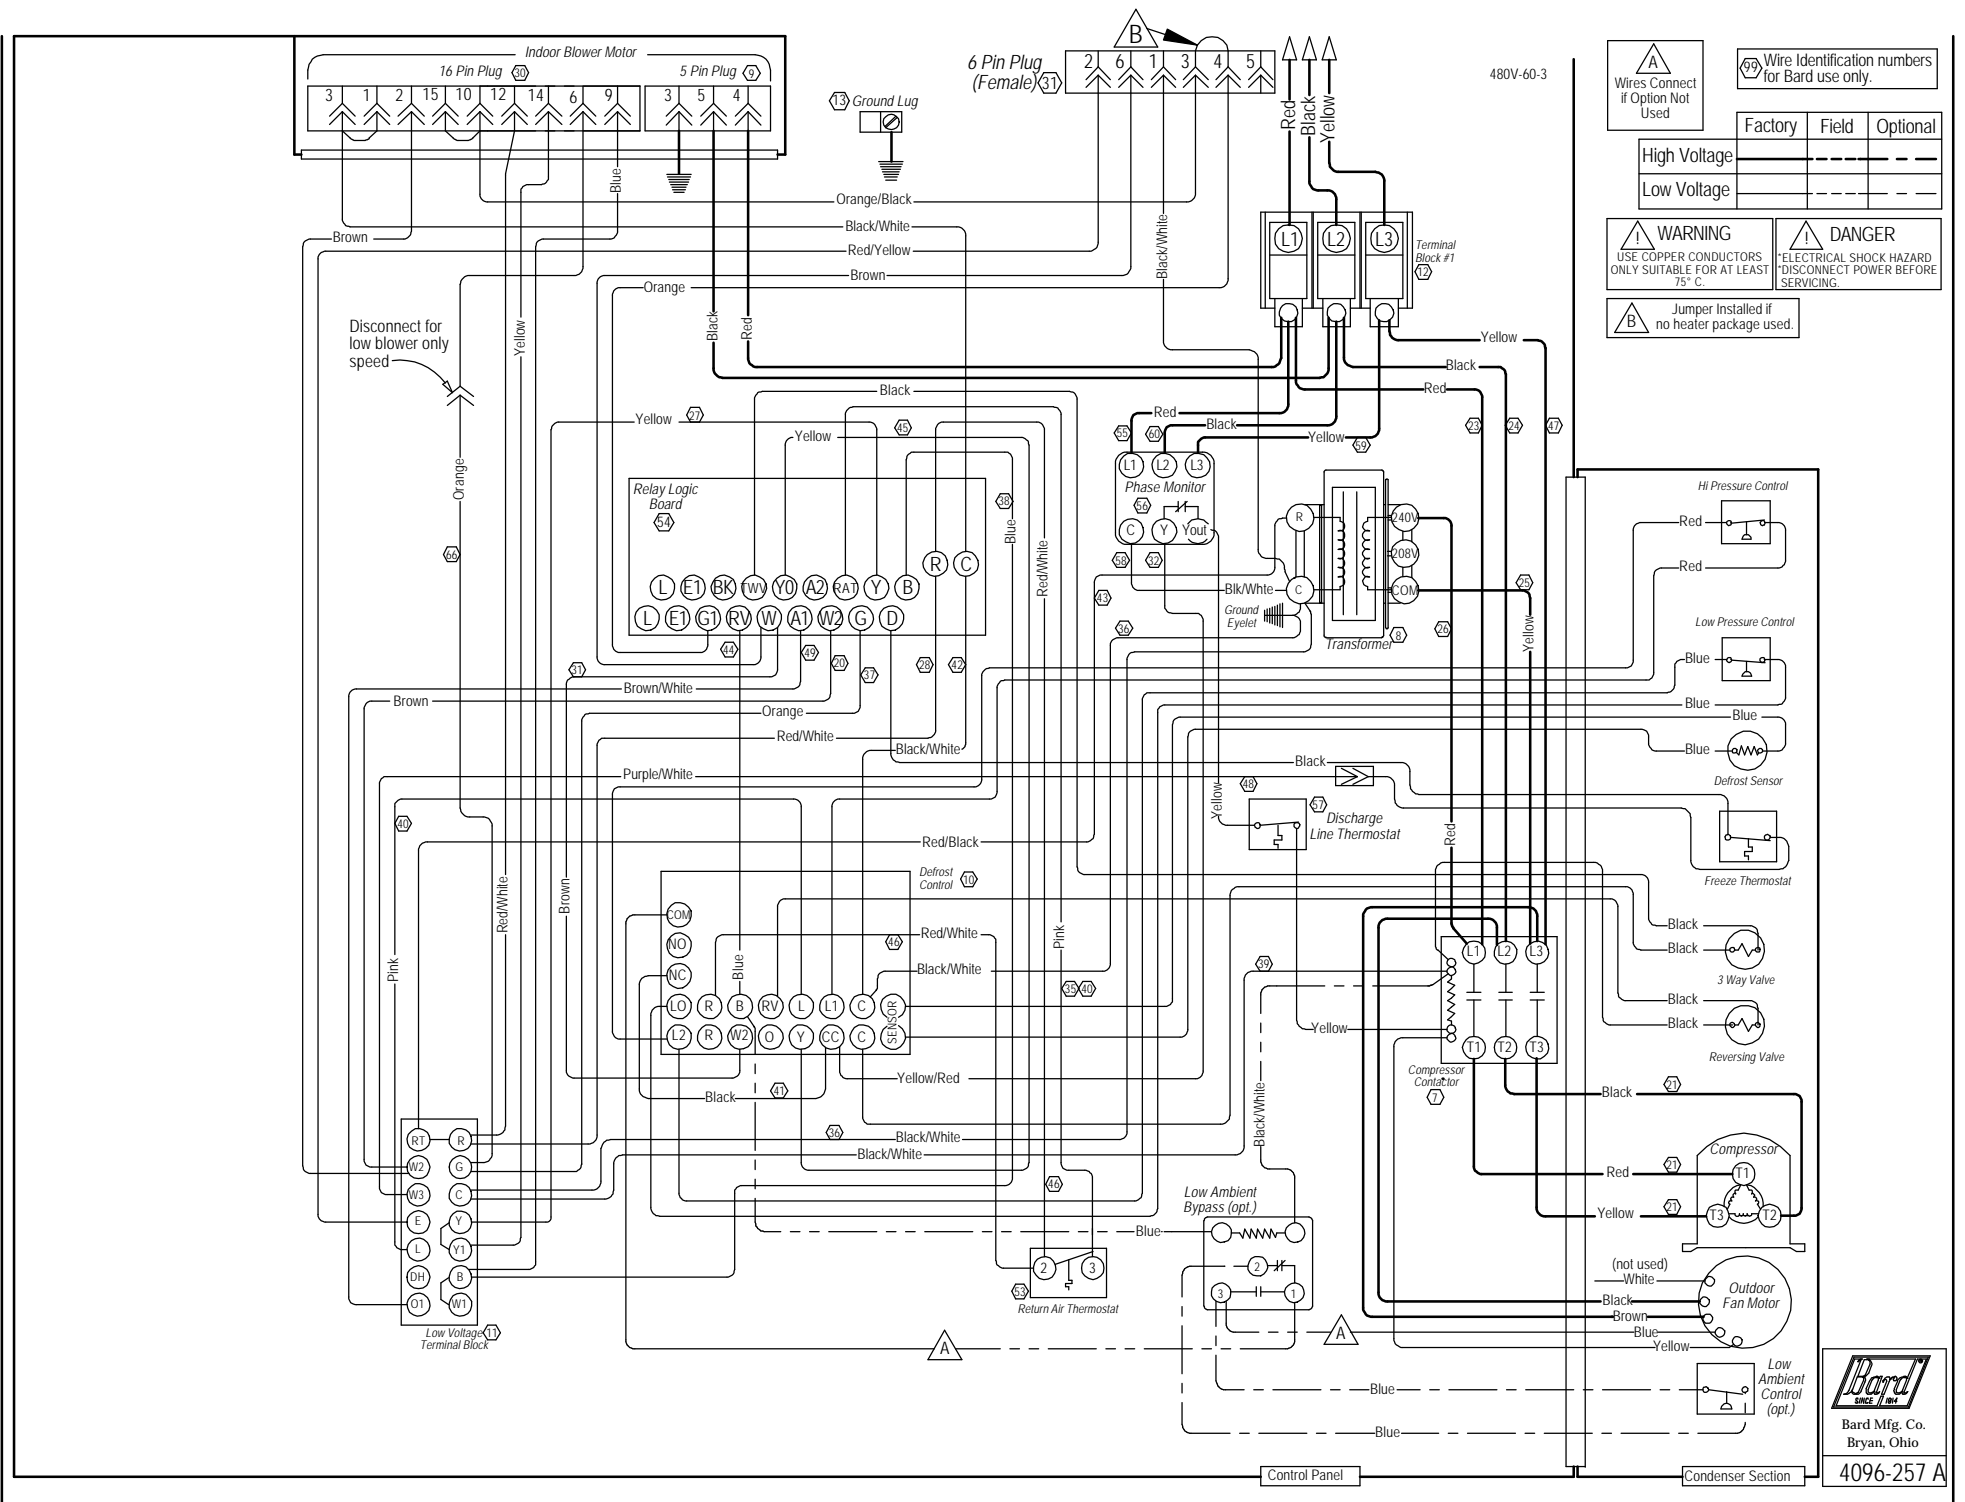 Indoor Blower Motor
16 Pin Plug 30
5 Pin Plug 9
3 1 2 15 10 12 14 6 9
3 5 4
13 Ground Lug
6 Pin Plug
(Female) 31
B
2 6 1 3 4 5
Red
Black
Yellow
480V-60-3
A
Wires Connect
if Option Not
Used
99 Wire Identification numbers
for Bard use only.
Factory Field Optional
High Voltage
Low Voltage
! WARNING
USE COPPER CONDUCTORS
ONLY SUITABLE FOR AT LEAST
75° C.
! DANGER
*ELECTRICAL SHOCK HAZARD
*DISCONNECT POWER BEFORE
SERVICING.
B Jumper Installed if
no heater package used.
Blue
Orange/Black
Black/White
Brown
Red/Yellow
Brown
Orange
Black/White
L1 L2 L3
Terminal
Block #1
12
Disconnect for
low blower only
speed
Yellow
Black
Red
Yellow
Black
Red
Black
Yellow 27
45
Yellow
Orange
66
Red
Black
Yellow
55 60 59
23 24 47
L1 L2 L3
Phase Monitor
56
C Y Yout
58 32
Relay Logic
Board
54
38
Blue
Red/White
R C
L E1 BK TWV Y0 A2 RAT Y B
L E1 G1 RV W A1 W2 G D
R
C
240V
208V
COM
Blk/Whte
Ground
Eyelet
Transformer 8
43
36
26
25
Yellow
Hi Pressure Control
Red
Red
Low Pressure Control
Blue
Blue
Blue
Blue
Defrost Sensor
44 49 20 37 28 42
31
Brown/White
Brown
Orange
Red/White
Black/White
Purple/White
Black
48
Yellow
57
Discharge
Line Thermostat
Red
Freeze Thermostat
40
Red/Black
Defrost
Control 10
COM
NO
NC
LO R B RV L L1 C SENSOR
L2 R W2 O Y CC C
Red/White
46
Black/White
Blue
Pink
Brown
Red/White
Pink
35 40
39
Yellow
L1 L2 L3
T1 T2 T3
Compressor
Contactor
7
Black
Black
3 Way Valve
Black
Black
Reversing Valve
Yellow/Red
41
Black
36
Black/White
Black/White
Black/White
46
Black 21
Red 21
Yellow 21
Compressor
T1
T3 T2
RT R
W2 G
W3 C
E Y
L Y1
DH B
O1 W1
Low Voltage 11
Terminal Block
Low Ambient
Bypass (opt.)
Blue
2
3 1
2 3
53
Return Air Thermostat
A
A
(not used)
White
Black
Brown
Blue
Yellow
Outdoor
Fan Motor
Blue
Blue
Low
Ambient
Control
(opt.)
Control Panel
Condenser Section
Bard
SINCE 1914
Bard Mfg. Co.
Bryan, Ohio
4096-257 A